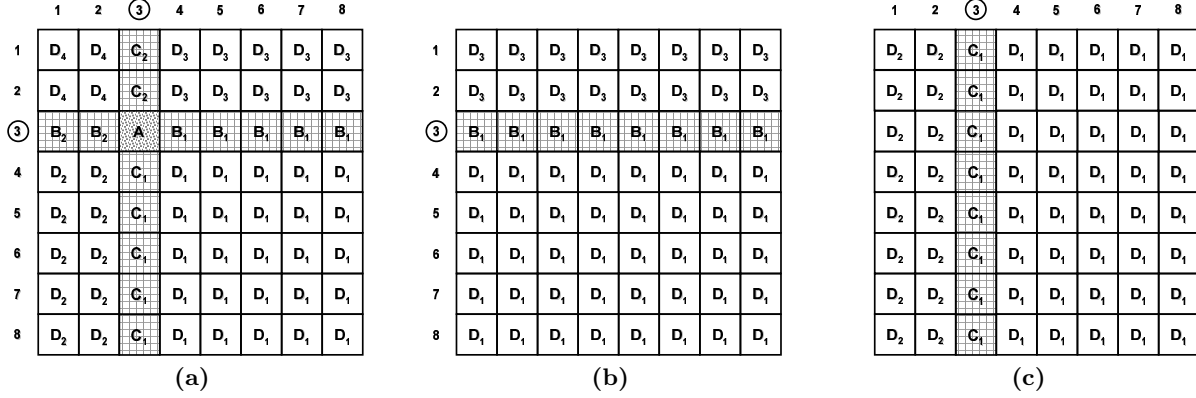 1 2 3 4 5 6 7 8
1 D4 D4 C2 D3 D3 D3 D3 D3
2 D4 D4 C2 D3 D3 D3 D3 D3
3 B2 B2 A B1 B1 B1 B1 B1
4 D2 D2 C1 D1 D1 D1 D1 D1
5 D2 D2 C1 D1 D1 D1 D1 D1
6 D2 D2 C1 D1 D1 D1 D1 D1
7 D2 D2 C1 D1 D1 D1 D1 D1
8 D2 D2 C1 D1 D1 D1 D1 D1
(a)
1 D3 D3 D3 D3 D3 D3 D3 D3
2 D3 D3 D3 D3 D3 D3 D3 D3
3 B1 B1 B1 B1 B1 B1 B1 B1
4 D1 D1 D1 D1 D1 D1 D1 D1
5 D1 D1 D1 D1 D1 D1 D1 D1
6 D1 D1 D1 D1 D1 D1 D1 D1
7 D1 D1 D1 D1 D1 D1 D1 D1
8 D1 D1 D1 D1 D1 D1 D1 D1
(b)
1 2 3 4 5 6 7 8
D2 D2 C1 D1 D1 D1 D1 D1
D2 D2 C1 D1 D1 D1 D1 D1
D2 D2 C1 D1 D1 D1 D1 D1
D2 D2 C1 D1 D1 D1 D1 D1
D2 D2 C1 D1 D1 D1 D1 D1
D2 D2 C1 D1 D1 D1 D1 D1
D2 D2 C1 D1 D1 D1 D1 D1
D2 D2 C1 D1 D1 D1 D1 D1
(c)